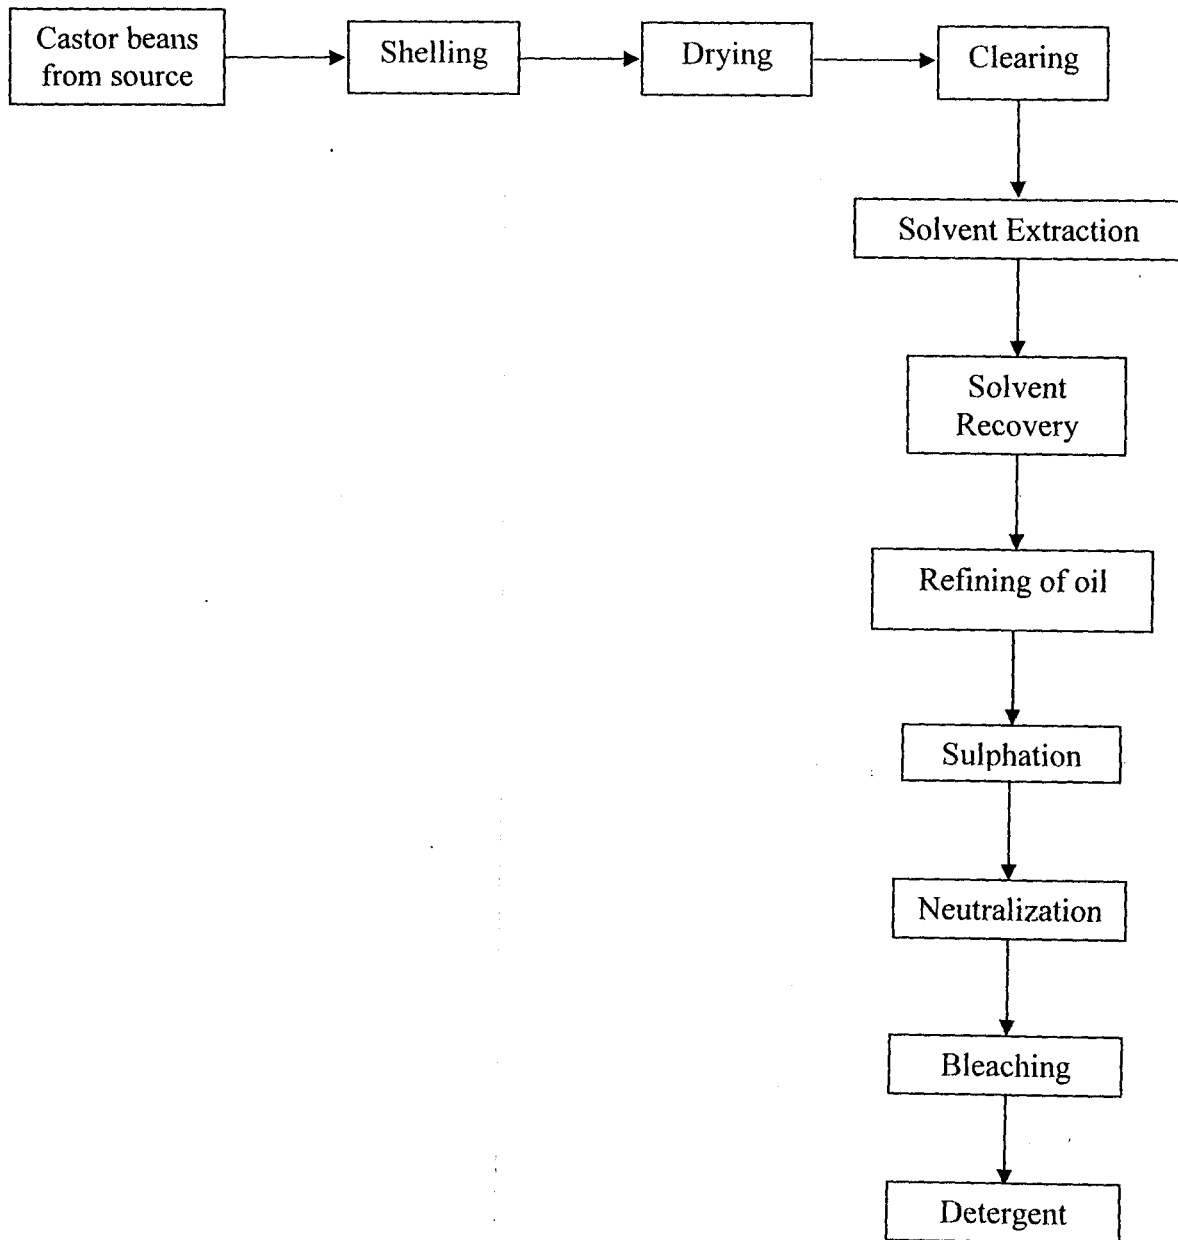 Castor beans
from source
Shelling
Drying
Clearing
Solvent Extraction
Solvent
Recovery
Refining of oil
Sulphation
Neutralization
Bleaching
Detergent